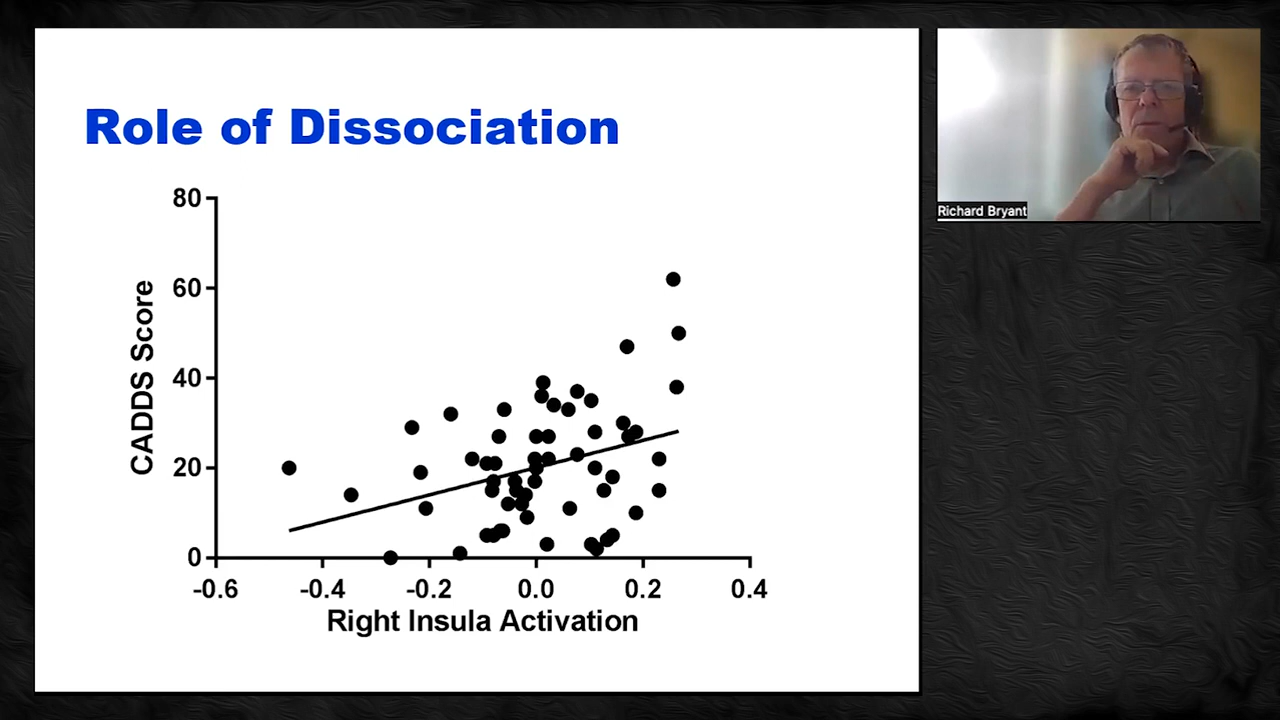 Role of Dissociation
80
60
40
20
0
CADDS Score
-0.6 -0.4 -0.2 0.0 0.2 0.4
Right Insula Activation
Richard Bryant